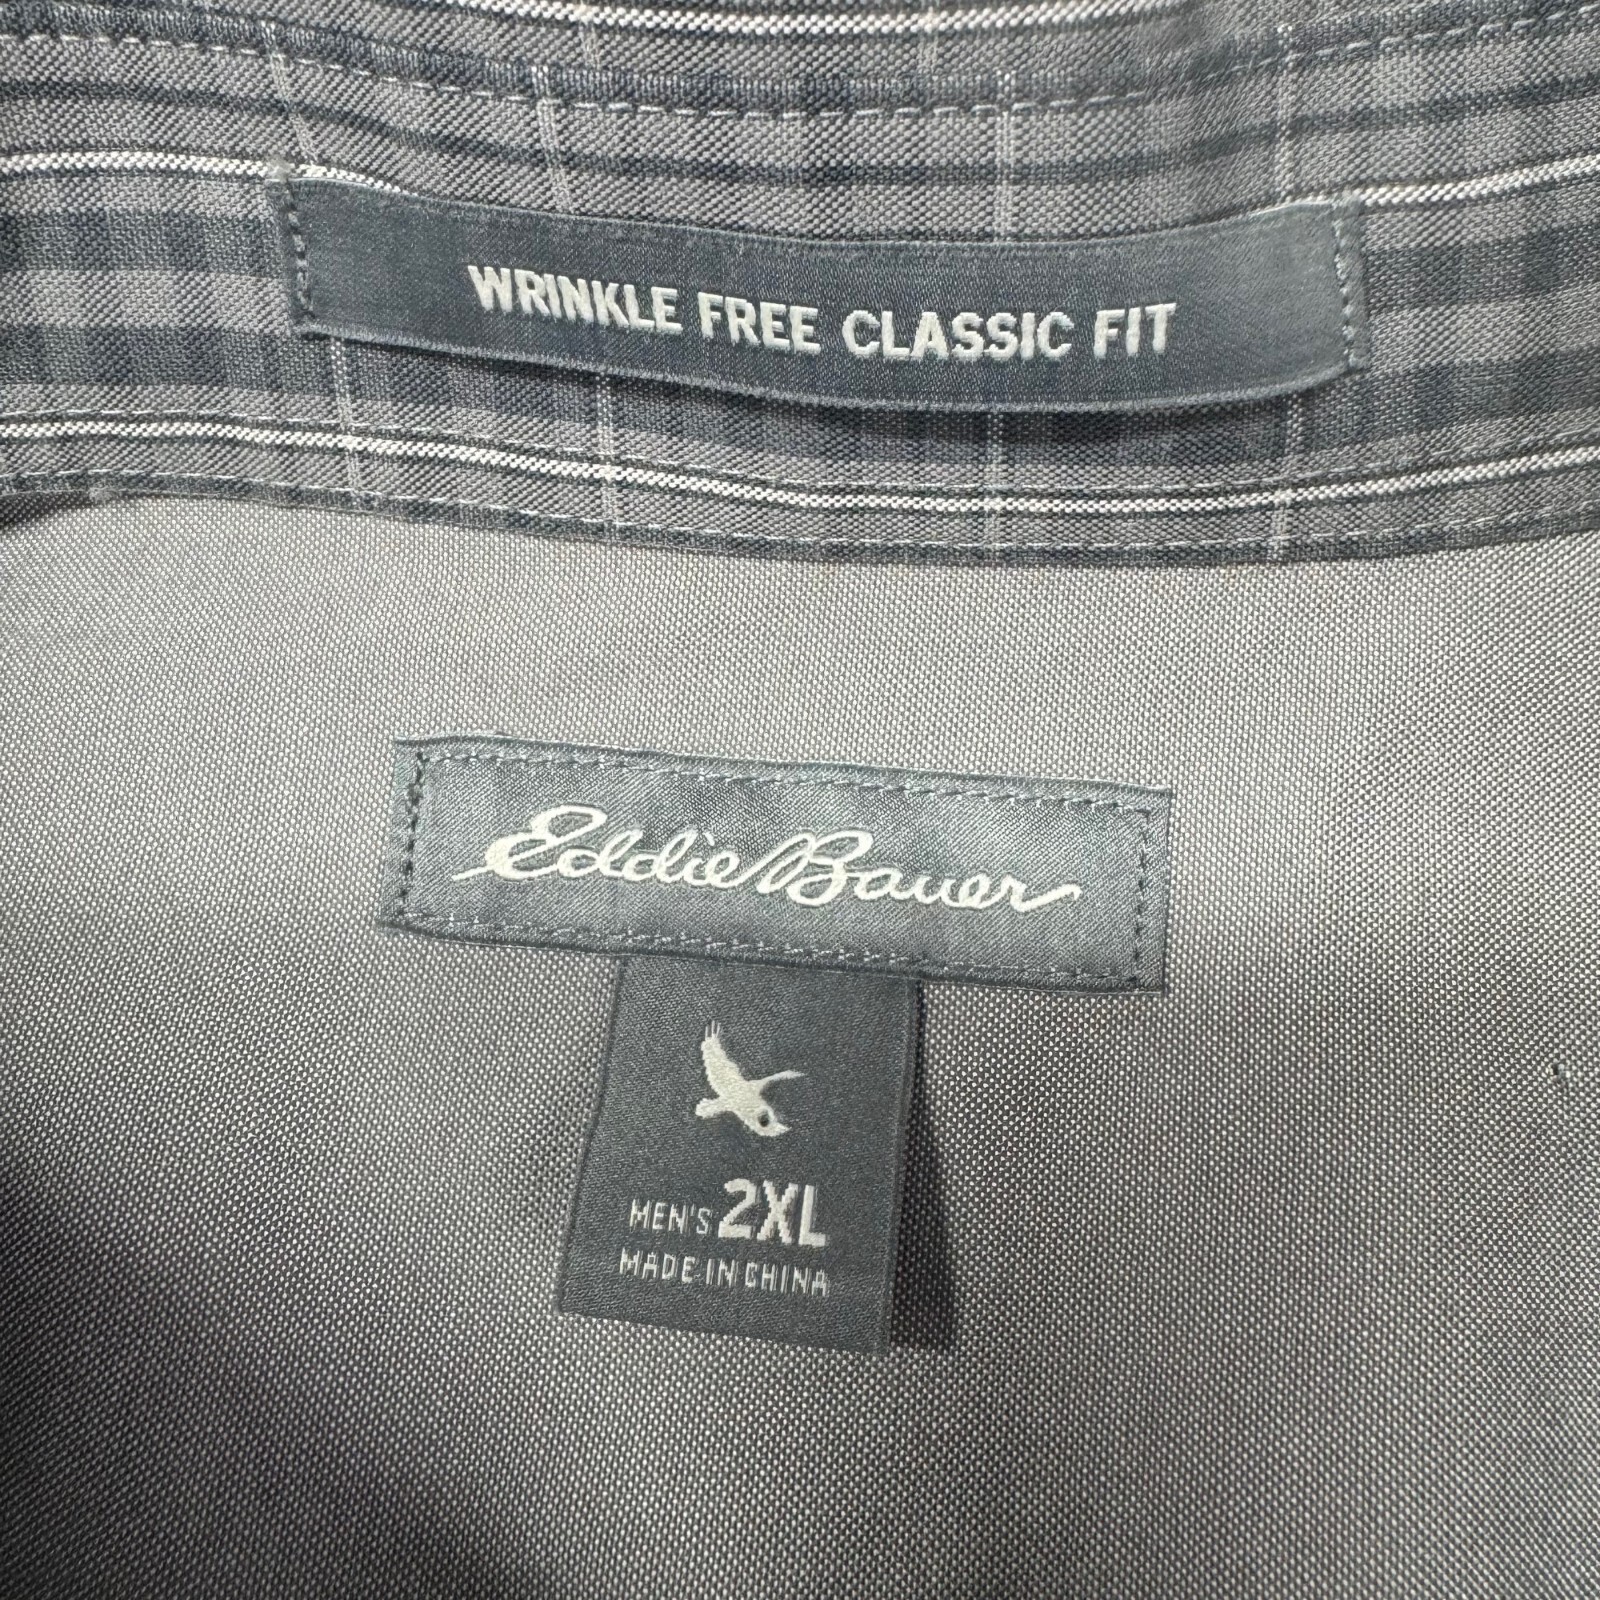 WRINKLE FREE CLASSIC FIT
Eddie Bauer
MEN'S 2XL
MADE IN CHINA